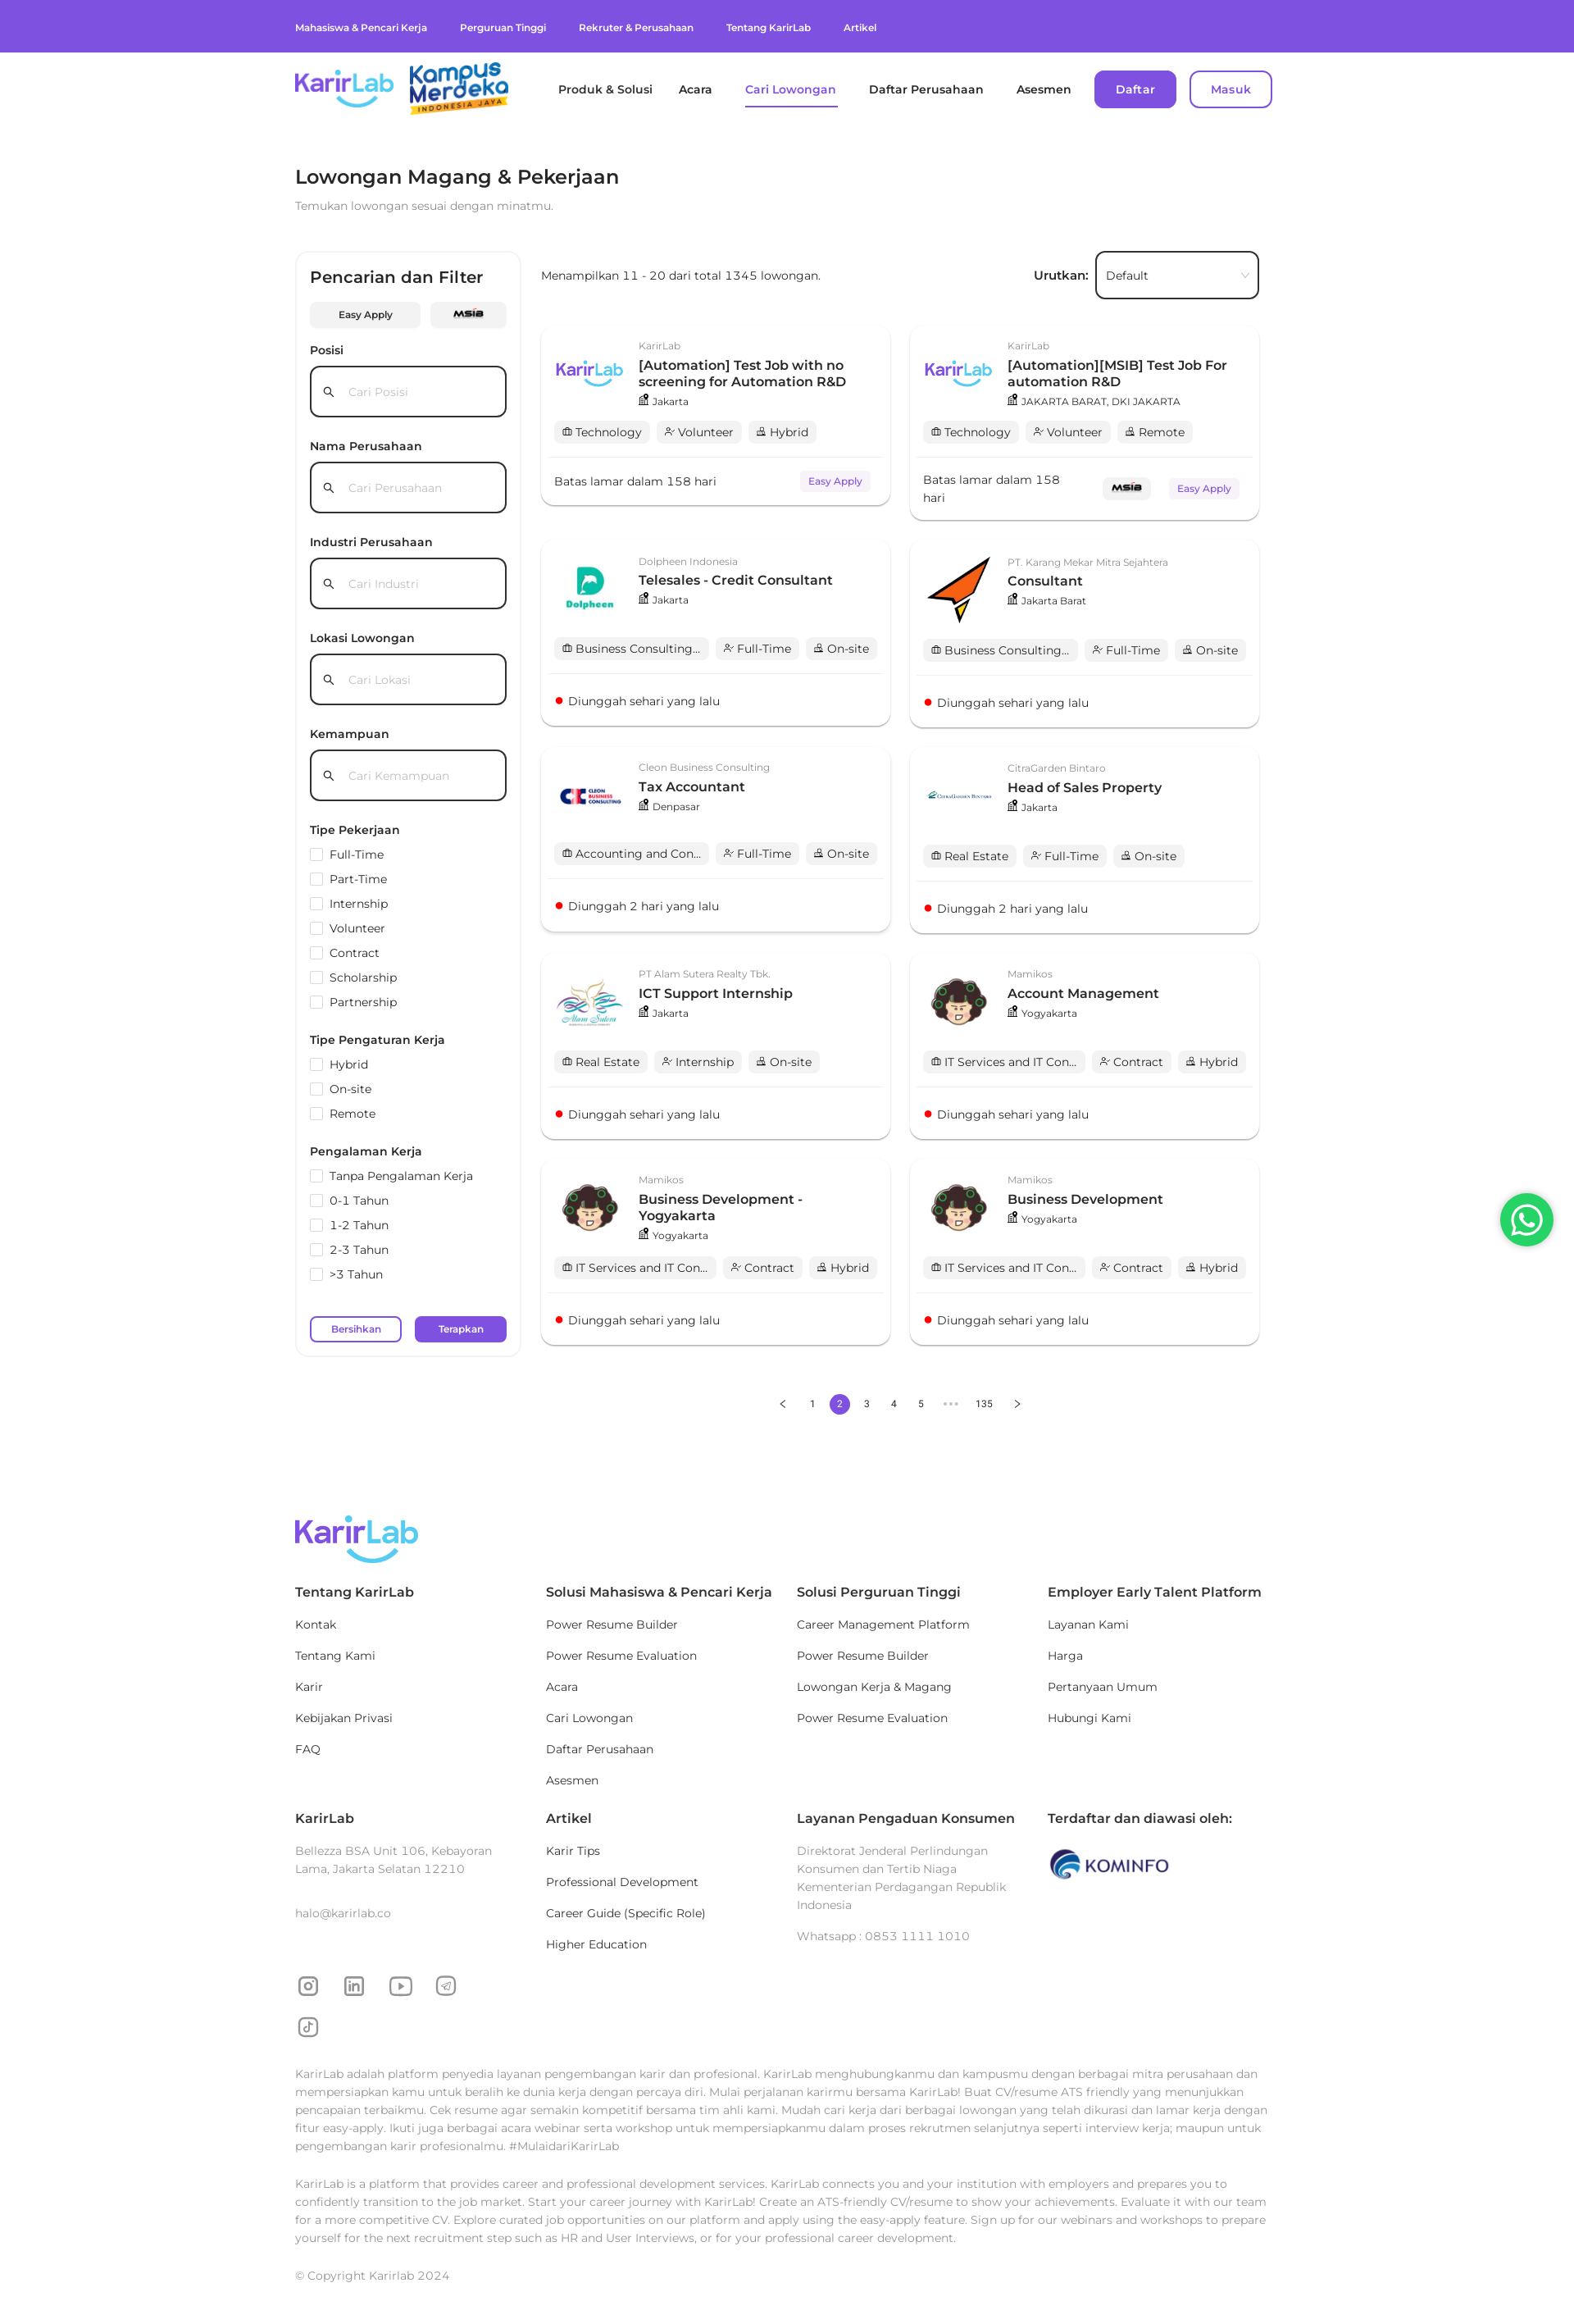 Mahasiswa & Pencari Kerja
Perguruan Tinggi
Rekruter & Perusahaan
Tentang KarirLab
Artikel
KarirLab
Kampus
Merdeka
INDONESIA JAYA
Produk & Solusi
Acara
Cari Lowongan
Daftar Perusahaan
Asesmen
Daftar
Masuk
Lowongan Magang & Pekerjaan
Temukan lowongan sesuai dengan minatmu.
Pencarian dan Filter
Easy Apply
MSIB
Posisi
Cari Posisi
Nama Perusahaan
Cari Perusahaan
Industri Perusahaan
Cari Industri
Lokasi Lowongan
Cari Lokasi
Kemampuan
Cari Kemampuan
Tipe Pekerjaan
Full-Time
Part-Time
Internship
Volunteer
Contract
Scholarship
Partnership
Tipe Pengaturan Kerja
Hybrid
On-site
Remote
Pengalaman Kerja
Tanpa Pengalaman Kerja
0-1 Tahun
1-2 Tahun
2-3 Tahun
>3 Tahun
Bersihkan
Terapkan
Menampilkan 11 - 20 dari total 1345 lowongan.
Urutkan:
Default
KarirLab
KarirLab
[Automation] Test Job with no
screening for Automation R&D
Jakarta
Technology
Volunteer
Hybrid
Batas lamar dalam 158 hari
Easy Apply
KarirLab
KarirLab
[Automation][MSIB] Test Job For
automation R&D
JAKARTA BARAT, DKI JAKARTA
Technology
Volunteer
Remote
Batas lamar dalam 158
hari
MSIB
Easy Apply
Dolpheen
Dolpheen Indonesia
Telesales - Credit Consultant
Jakarta
Business Consulting...
Full-Time
On-site
Diunggah sehari yang lalu
PT. Karang Mekar Mitra Sejahtera
Consultant
Jakarta Barat
Business Consulting...
Full-Time
On-site
Diunggah sehari yang lalu
CLEON
BUSINESS
CONSULTING
Cleon Business Consulting
Tax Accountant
Denpasar
Accounting and Con...
Full-Time
On-site
Diunggah 2 hari yang lalu
CitraGarden Bintaro
CitraGarden Bintaro
Head of Sales Property
Jakarta
Real Estate
Full-Time
On-site
Diunggah 2 hari yang lalu
Alam Sutera
PT Alam Sutera Realty Tbk.
ICT Support Internship
Jakarta
Real Estate
Internship
On-site
Diunggah sehari yang lalu
Mamikos
Account Management
Yogyakarta
IT Services and IT Con...
Contract
Hybrid
Diunggah sehari yang lalu
Mamikos
Business Development -
Yogyakarta
Yogyakarta
IT Services and IT Con...
Contract
Hybrid
Diunggah sehari yang lalu
Mamikos
Business Development
Yogyakarta
IT Services and IT Con...
Contract
Hybrid
Diunggah sehari yang lalu
1
2
3
4
5
•••
135
KarirLab
Tentang KarirLab
Kontak
Tentang Kami
Karir
Kebijakan Privasi
FAQ
Solusi Mahasiswa & Pencari Kerja
Power Resume Builder
Power Resume Evaluation
Acara
Cari Lowongan
Daftar Perusahaan
Asesmen
Solusi Perguruan Tinggi
Career Management Platform
Power Resume Builder
Lowongan Kerja & Magang
Power Resume Evaluation
Employer Early Talent Platform
Layanan Kami
Harga
Pertanyaan Umum
Hubungi Kami
KarirLab
Bellezza BSA Unit 106, Kebayoran
Lama, Jakarta Selatan 12210
halo@karirlab.co
Artikel
Karir Tips
Professional Development
Career Guide (Specific Role)
Higher Education
Layanan Pengaduan Konsumen
Direktorat Jenderal Perlindungan
Konsumen dan Tertib Niaga
Kementerian Perdagangan Republik
Indonesia
Whatsapp : 0853 1111 1010
Terdaftar dan diawasi oleh:
KOMINFO
KarirLab adalah platform penyedia layanan pengembangan karir dan profesional. KarirLab menghubungkanmu dan kampusmu dengan berbagai mitra perusahaan dan
mempersiapkan kamu untuk beralih ke dunia kerja dengan percaya diri. Mulai perjalanan karirmu bersama KarirLab! Buat CV/resume ATS friendly yang menunjukkan
pencapaian terbaikmu. Cek resume agar semakin kompetitif bersama tim ahli kami. Mudah cari kerja dari berbagai lowongan yang telah dikurasi dan lamar kerja dengan
fitur easy-apply. Ikuti juga berbagai acara webinar serta workshop untuk mempersiapkanmu dalam proses rekrutmen selanjutnya seperti interview kerja; maupun untuk
pengembangan karir profesionalmu. #MulaidariKarirLab
KarirLab is a platform that provides career and professional development services. KarirLab connects you and your institution with employers and prepares you to
confidently transition to the job market. Start your career journey with KarirLab! Create an ATS-friendly CV/resume to show your achievements. Evaluate it with our team
for a more competitive CV. Explore curated job opportunities on our platform and apply using the easy-apply feature. Sign up for our webinars and workshops to prepare
yourself for the next recruitment step such as HR and User Interviews, or for your professional career development.
© Copyright Karirlab 2024